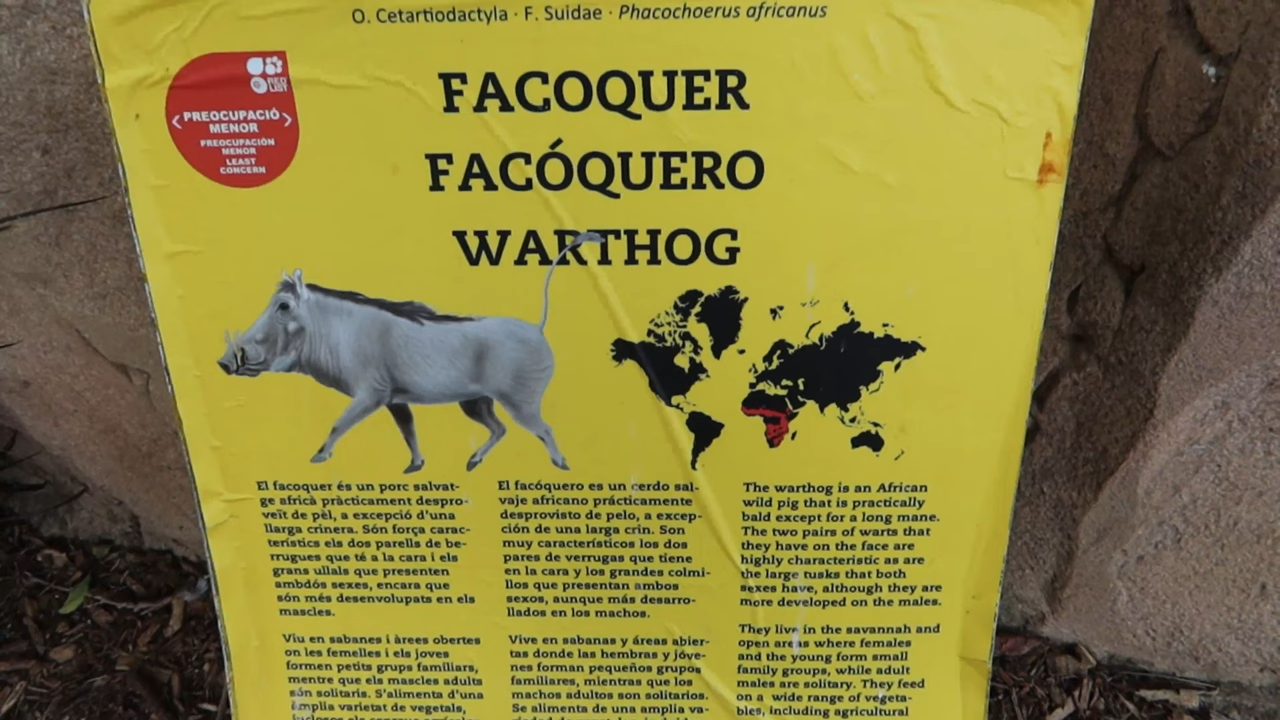 O. Cetartiodactyla · F. Suidae · Phacochoerus africanus
RED
LIST
PREOCUPACIÓ
MENOR
PREOCUPACIÓN
MENOR
LEAST
CONCERN
FACOQUER
FACÓQUERO
WARTHOG
El facoquer és un porc salvat-
ge africà pràcticament despro-
veït de pèl, a excepció d'una
llarga crinera. Són força carac-
terístics els dos parells de be-
rrugues que té a la cara i els
grans ullals que presenten
ambdós sexes, encara que
són més desenvolupats en els
mascles.
Viu en sabanes i àrees obertes
on les femelles i els joves
formen petits grups familiars,
mentre que els mascles adults
són solitaris. S'alimenta d'una
àmplia varietat de vegetals,
El facóquero es un cerdo sal-
vaje africano prácticamente
desprovisto de pelo, a excep-
ción de una larga crin. Son
muy característicos los dos
pares de verrugas que tiene
en la cara y los grandes colmi-
llos que presentan ambos
sexos, aunque más desarro-
llados en los machos.
Vive en sabanas y áreas abier-
tas donde las hembras y jóve-
nes forman pequeños grupos
familiares, mientras que los
machos adultos son solitarios.
Se alimenta de una amplia va-
The warthog is an African
wild pig that is practically
bald except for a long mane.
The two pairs of warts that
they have on the face are
highly characteristic as are
the large tusks that both
sexes have, although they are
more developed on the males.
They live in the savannah and
open areas where females
and the young form small
family groups, while adult
males are solitary. They feed
on a wide range of vegeta-
bles, including agricultural